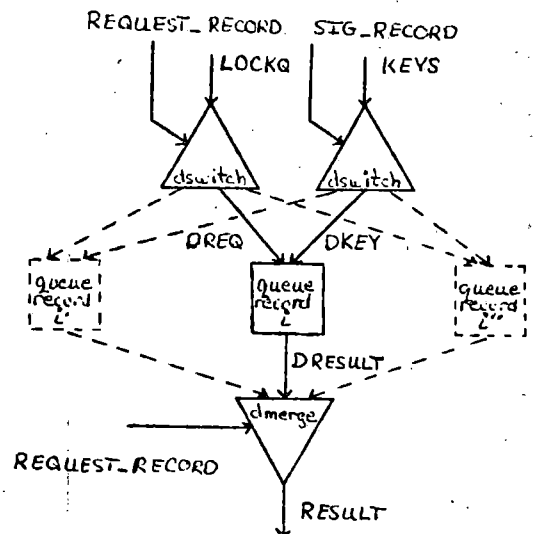 REQUEST_RECORD SIG_RECORD
LOCKQ KEYS
dswitch dswitch
DREQ DKEY
queue record i' queue record i queue record i"
DRESULT
dmerge
REQUEST_RECORD
RESULT